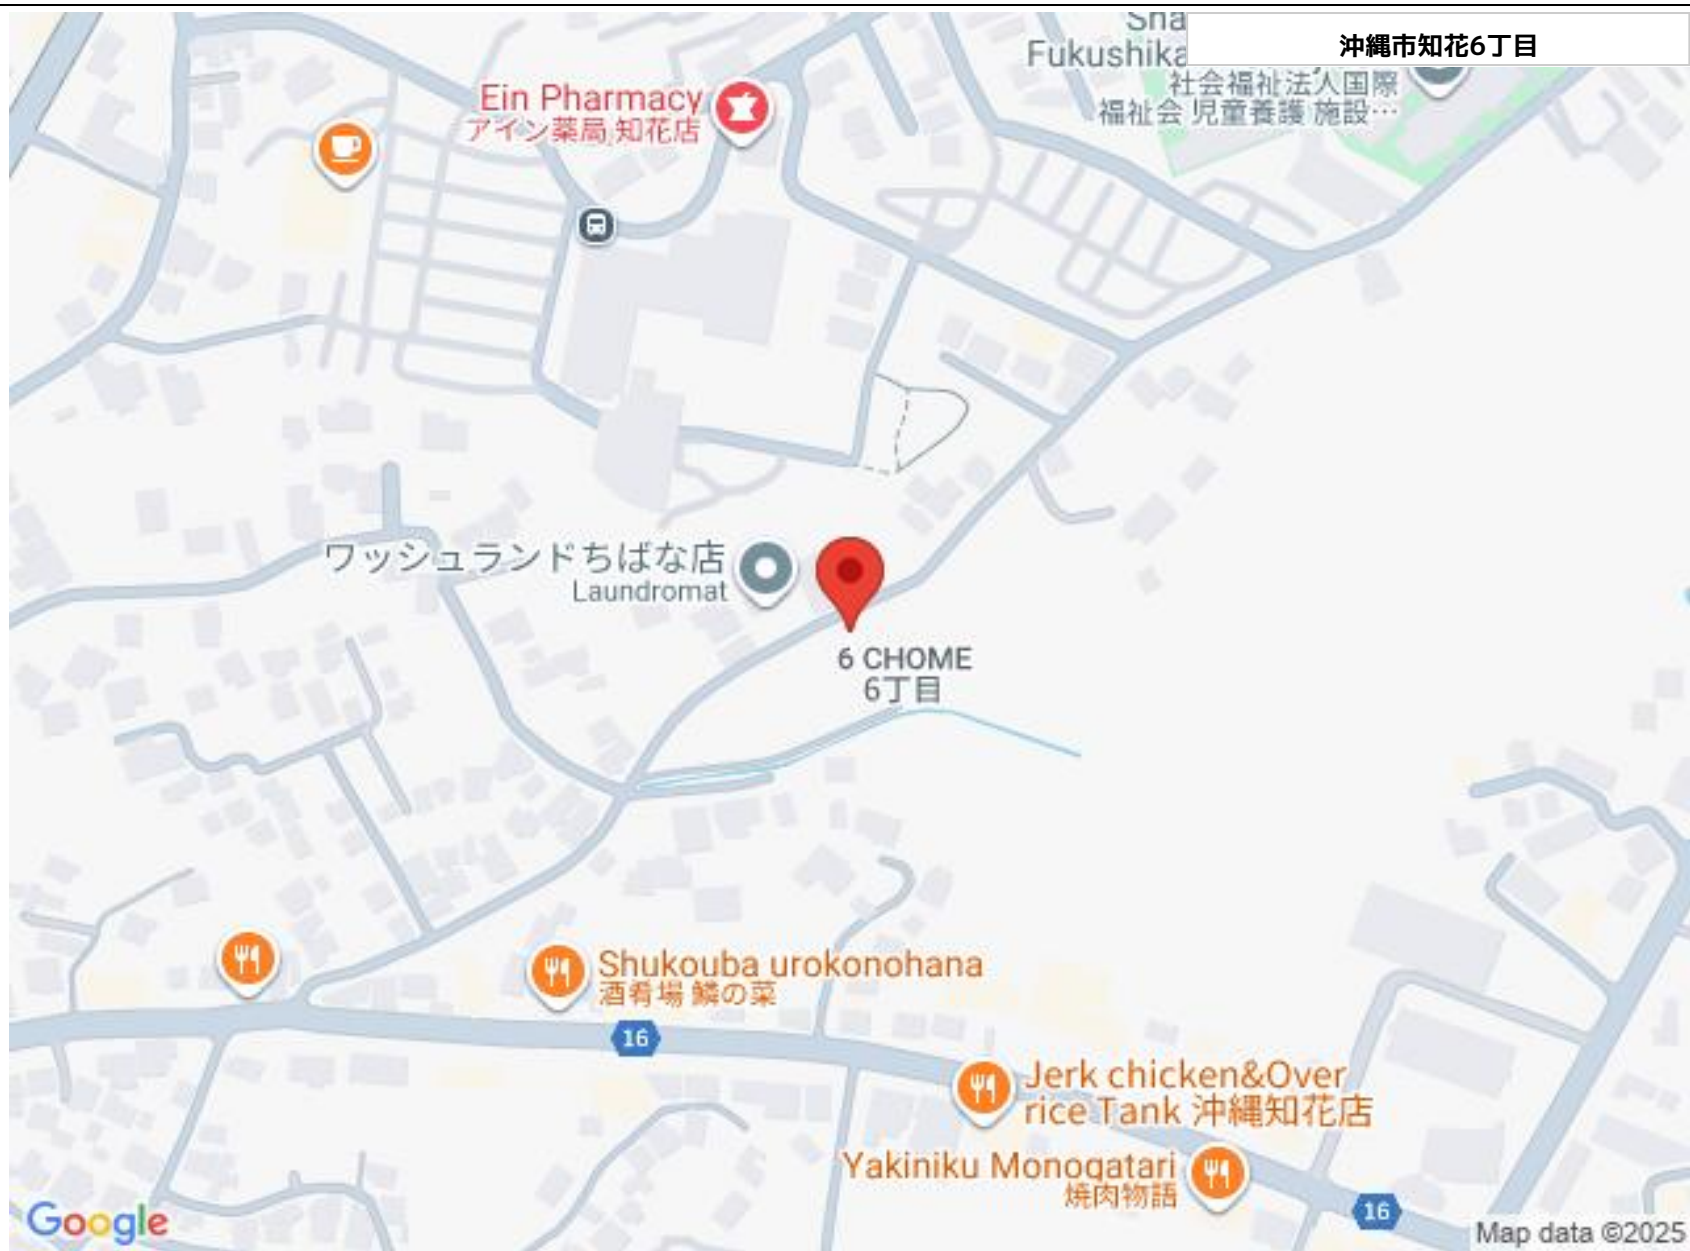 沖縄市知花6丁目
Fukushika
社会福祉法人国際
福祉会 児童養護 施設…
Ein Pharmacy
アイン薬局 知花店
ワッシュランドちばな店
Laundromat
6 CHOME
6丁目
Shukouba urokonohana
酒肴場 鱗の菜
16
Jerk chicken&Over
rice Tank 沖縄知花店
Yakiniku Monogatari
焼肉物語
16
Google
Map data ©2025